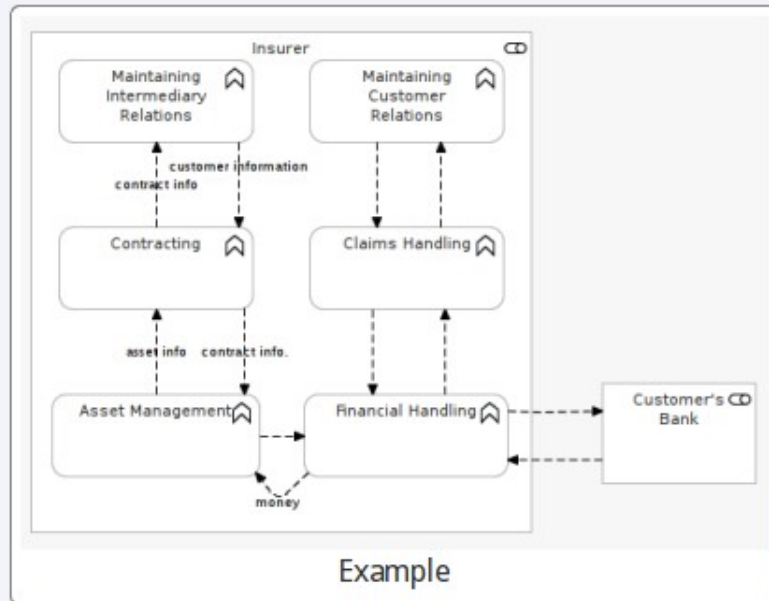 Insurer
Maintaining
Intermediary
Relations
Maintaining
Customer
Relations
customer information
contract info
Contracting
Claims Handling
asset info
contract info.
Asset Management
Financial Handling
Customer's
Bank
money
Example